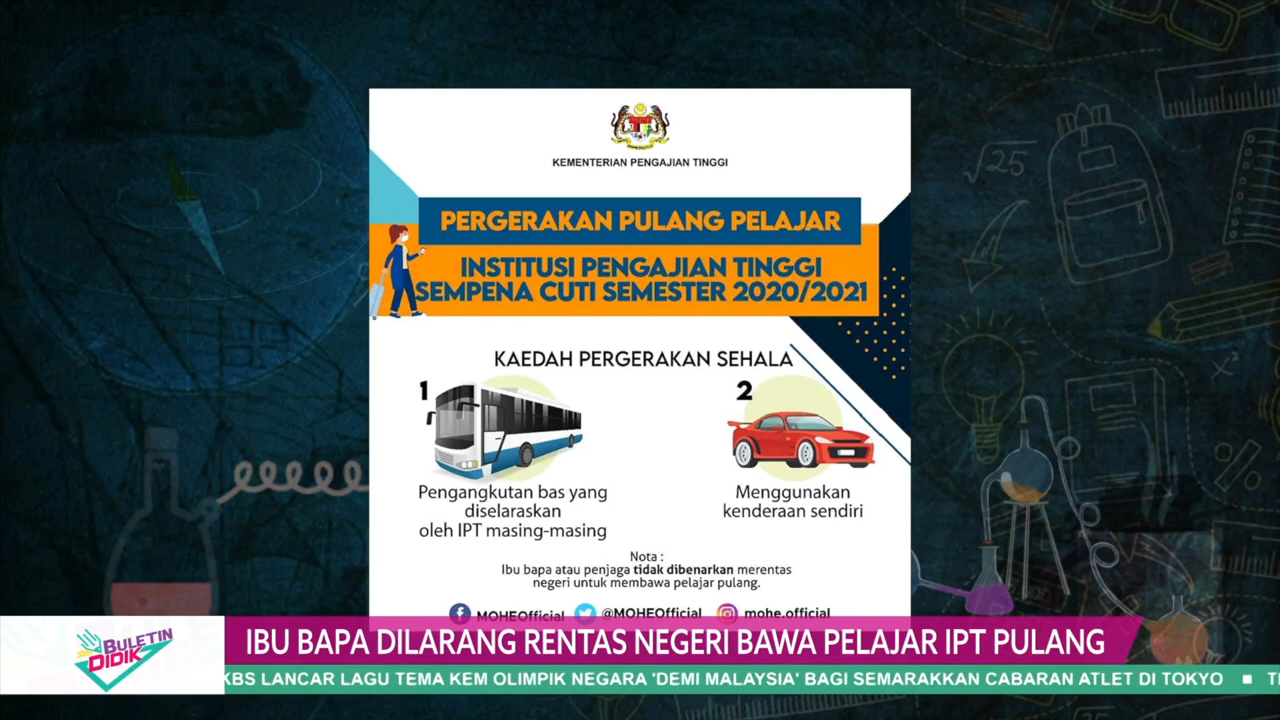 KEMENTERIAN PENGAJIAN TINGGI
PERGERAKAN PULANG PELAJAR
INSTITUSI PENGAJIAN TINGGI
SEMPENA CUTI SEMESTER 2020/2021
KAEDAH PERGERAKAN SEHALA
1
Pengangkutan bas yang
diselaraskan
oleh IPT masing-masing
2
Menggunakan
kenderaan sendiri
Nota :
Ibu bapa atau penjaga tidak dibenarkan merentas
negeri untuk membawa pelajar pulang.
MOHEOfficial @MOHEOfficial mohe.official
√25
x²
%
BULETIN
DIDIK
IBU BAPA DILARANG RENTAS NEGERI BAWA PELAJAR IPT PULANG
KBS LANCAR LAGU TEMA KEM OLIMPIK NEGARA 'DEMI MALAYSIA' BAGI SEMARAKKAN CABARAN ATLET DI TOKYO ■